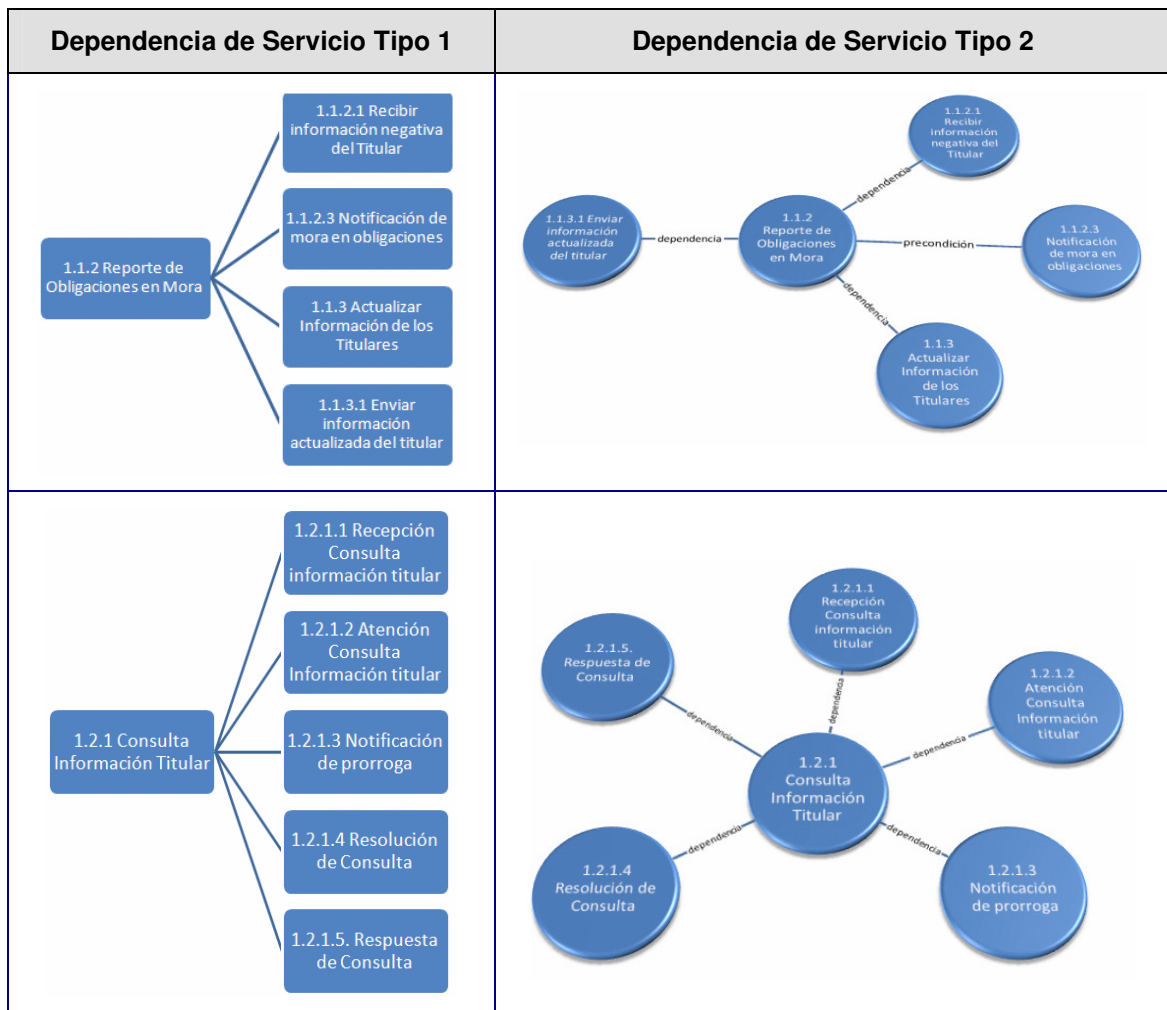 Dependencia de Servicio Tipo 1
Dependencia de Servicio Tipo 2
1.1.2 Reporte de
Obligaciones en Mora
1.1.2.1 Recibir
información negativa
del Titular
1.1.2.3 Notificación de
mora en obligaciones
1.1.3 Actualizar
Información de los
Titulares
1.1.3.1 Enviar
información
actualizada del titular
1.1.2.1
Recibir
información
negativa del
Titular
dependencia
1.1.3.1 Enviar
información
actualizada
del titular
dependencia
1.1.2
Reporte de
Obligaciones
en Mora
precondición
1.1.2.3
Notificación
de mora en
obligaciones
dependencia
1.1.3
Actualizar
Información
de los
Titulares
1.2.1 Consulta
Información Titular
1.2.1.1 Recepción
Consulta
información titular
1.2.1.2 Atención
Consulta
Información titular
1.2.1.3 Notificación
de prorroga
1.2.1.4 Resolución
de Consulta
1.2.1.5. Respuesta
de Consulta
1.2.1.1
Recepción
Consulta
información
titular
1.2.1.5.
Respuesta de
Consulta
1.2.1.2
Atención
Consulta
Información
titular
dependencia
dependencia
dependencia
1.2.1
Consulta
Información
Titular
dependencia
dependencia
1.2.1.4
Resolución de
Consulta
1.2.1.3
Notificación
de prorroga